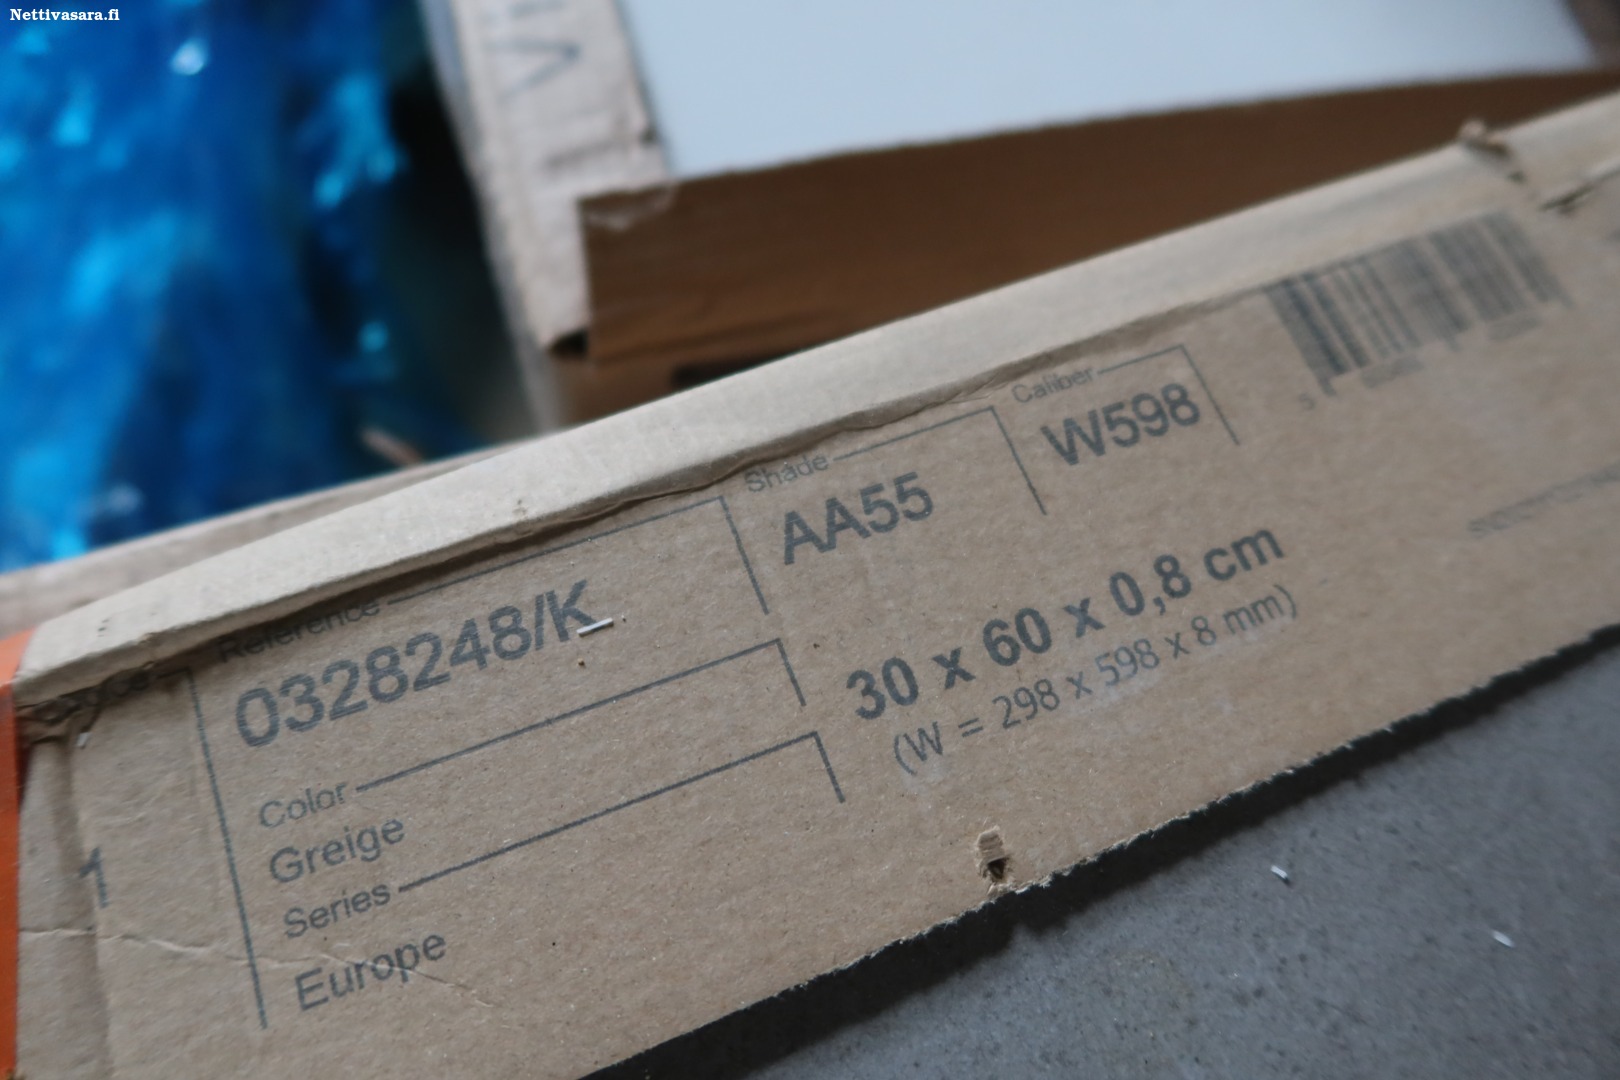 Nettivasara.fi
Reference
0328248/K
Shade
AA55
Caliber
W598
Color
Greige
Series
Europe
30 x 60 x 0,8 cm
(W = 298 x 598 x 8 mm)
1